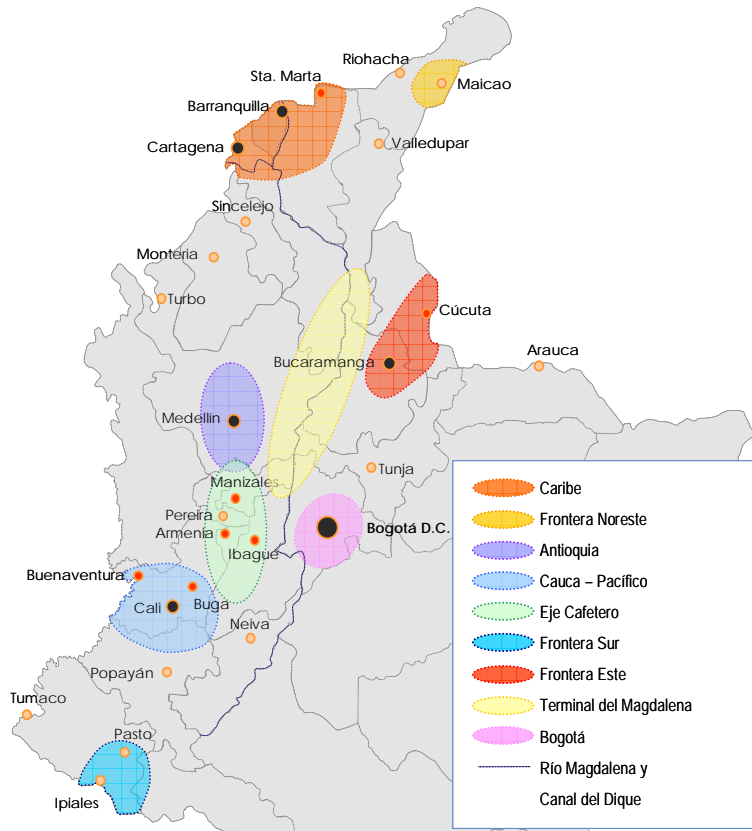 Riohacha
Sta. Marta
Maicao
Barranquilla
Valledupar
Cartagena
Sincelejo
Montería
Turbo
Cúcuta
Bucaramanga
Arauca
Medellín
Tunja
Manizales
Pereira
Bogotá D.C.
Armenía
Ibagué
Buenaventura
Buga
Cali
Neiva
Popayán
Tumaco
Pasto
Ipiales
Caribe
Frontera Noreste
Antioquia
Cauca – Pacífico
Eje Cafetero
Frontera Sur
Frontera Este
Terminal del Magdalena
Bogotá
Río Magdalena y
Canal del Dique